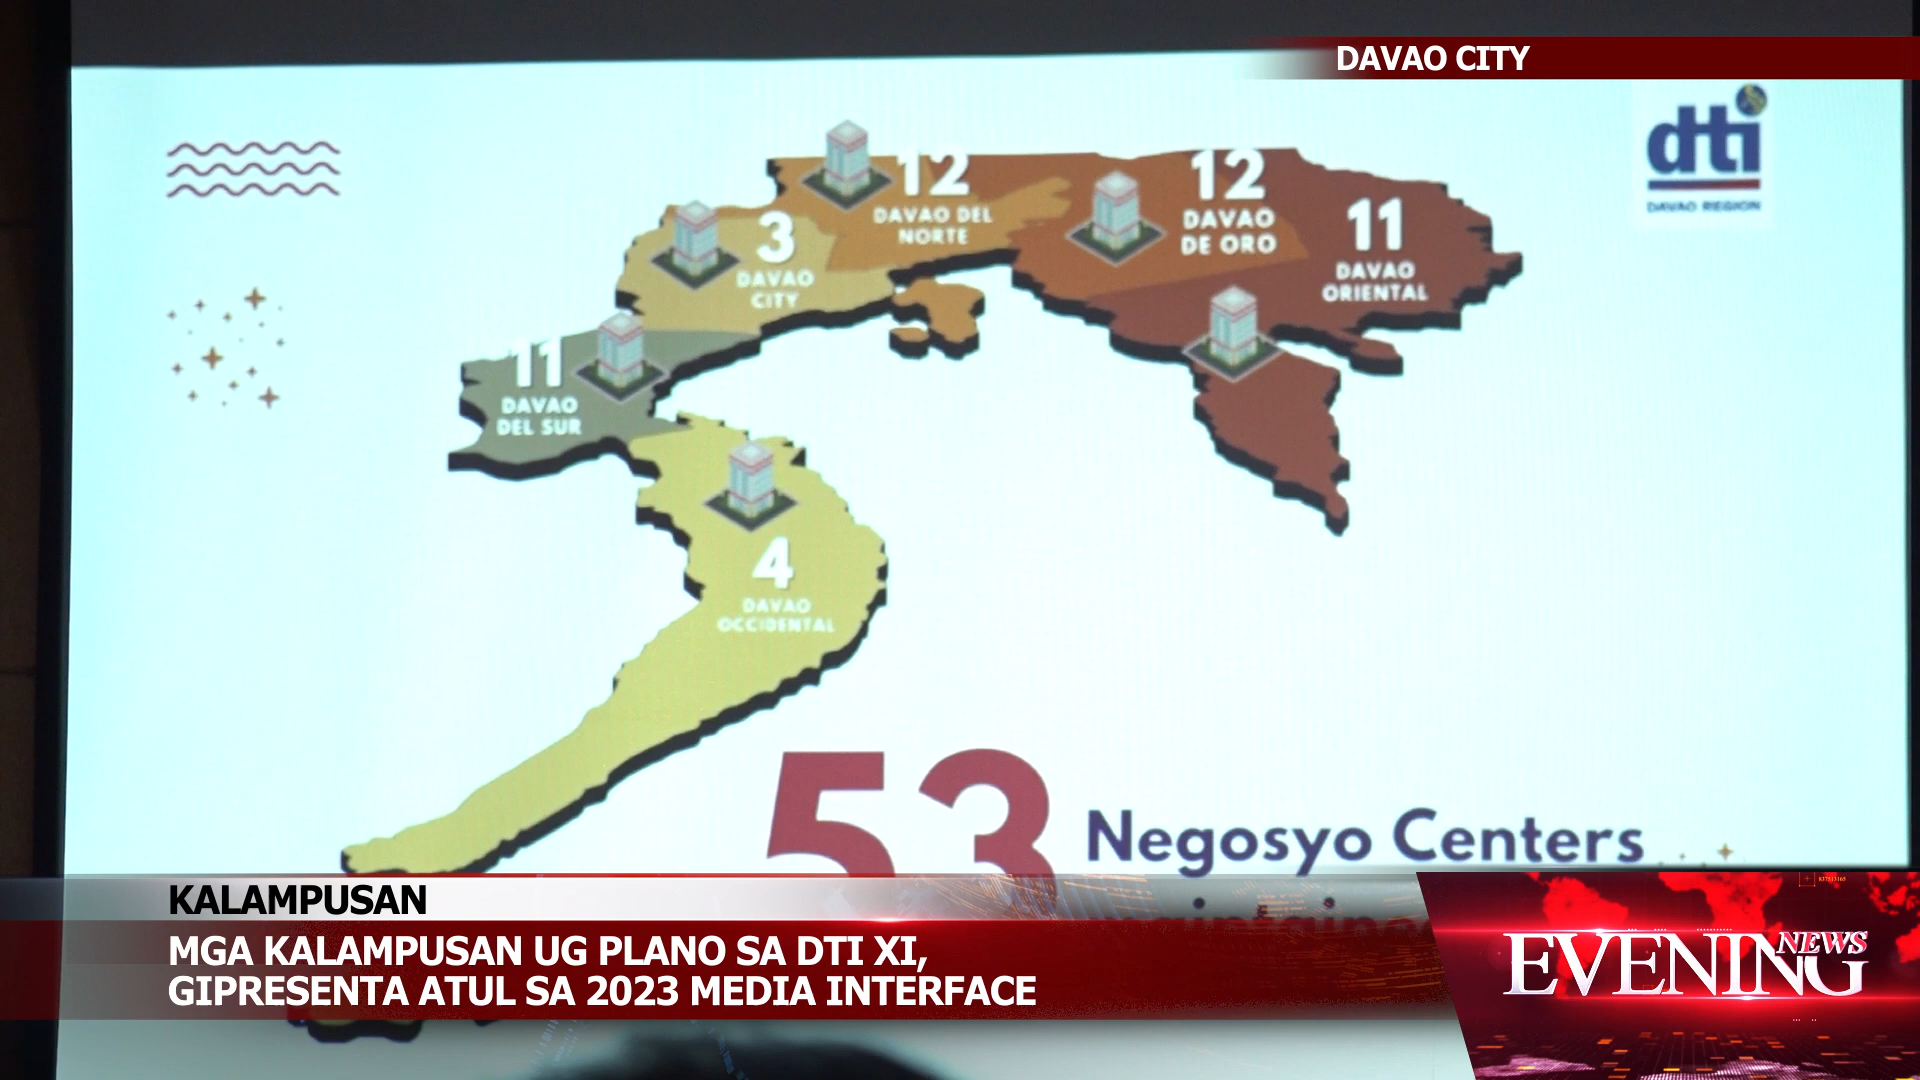 DAVAO CITY
dti
DAVAO REGION
12
DAVAO DEL
NORTE
12
DAVAO
DE ORO
3
DAVAO
CITY
11
DAVAO
ORIENTAL
11
DAVAO
DEL SUR
4
DAVAO
OCCIDENTAL
53
Negosyo Centers
KALAMPUSAN
MGA KALAMPUSAN UG PLANO SA DTI XI,
GIPRESENTA ATUL SA 2023 MEDIA INTERFACE
EVENING
NEWS